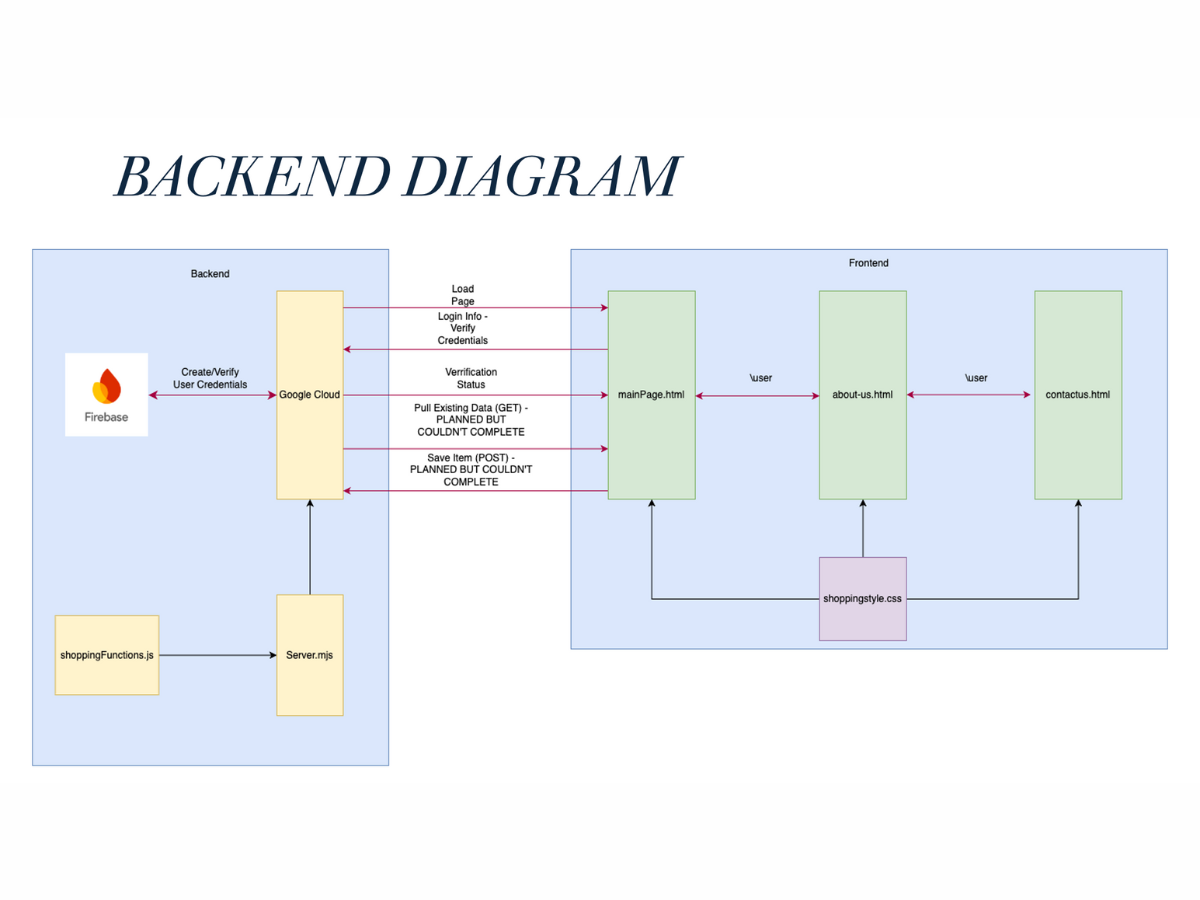 BACKEND DIAGRAM
Backend
Firebase
Create/Verify
User Credentials
Google Cloud
shoppingFunctions.js
Server.mjs
Load
Page
Login Info -
Verify
Credentials
Verrification
Status
Pull Existing Data (GET) -
PLANNED BUT
COULDN'T COMPLETE
Save Item (POST) -
PLANNED BUT COULDN'T
COMPLETE
Frontend
mainPage.html
\user
about-us.html
\user
contactus.html
shoppingstyle.css